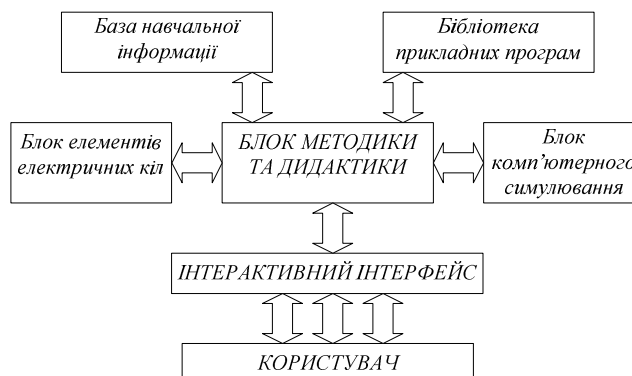 База навчальної
інформації
Бібліотека
прикладних програм
Блок елементів
електричних кіл
БЛОК МЕТОДИКИ
ТА ДИДАКТИКИ
Блок
комп’ютерного
симулювання
ІНТЕРАКТИВНИЙ ІНТЕРФЕЙС
КОРИСТУВАЧ